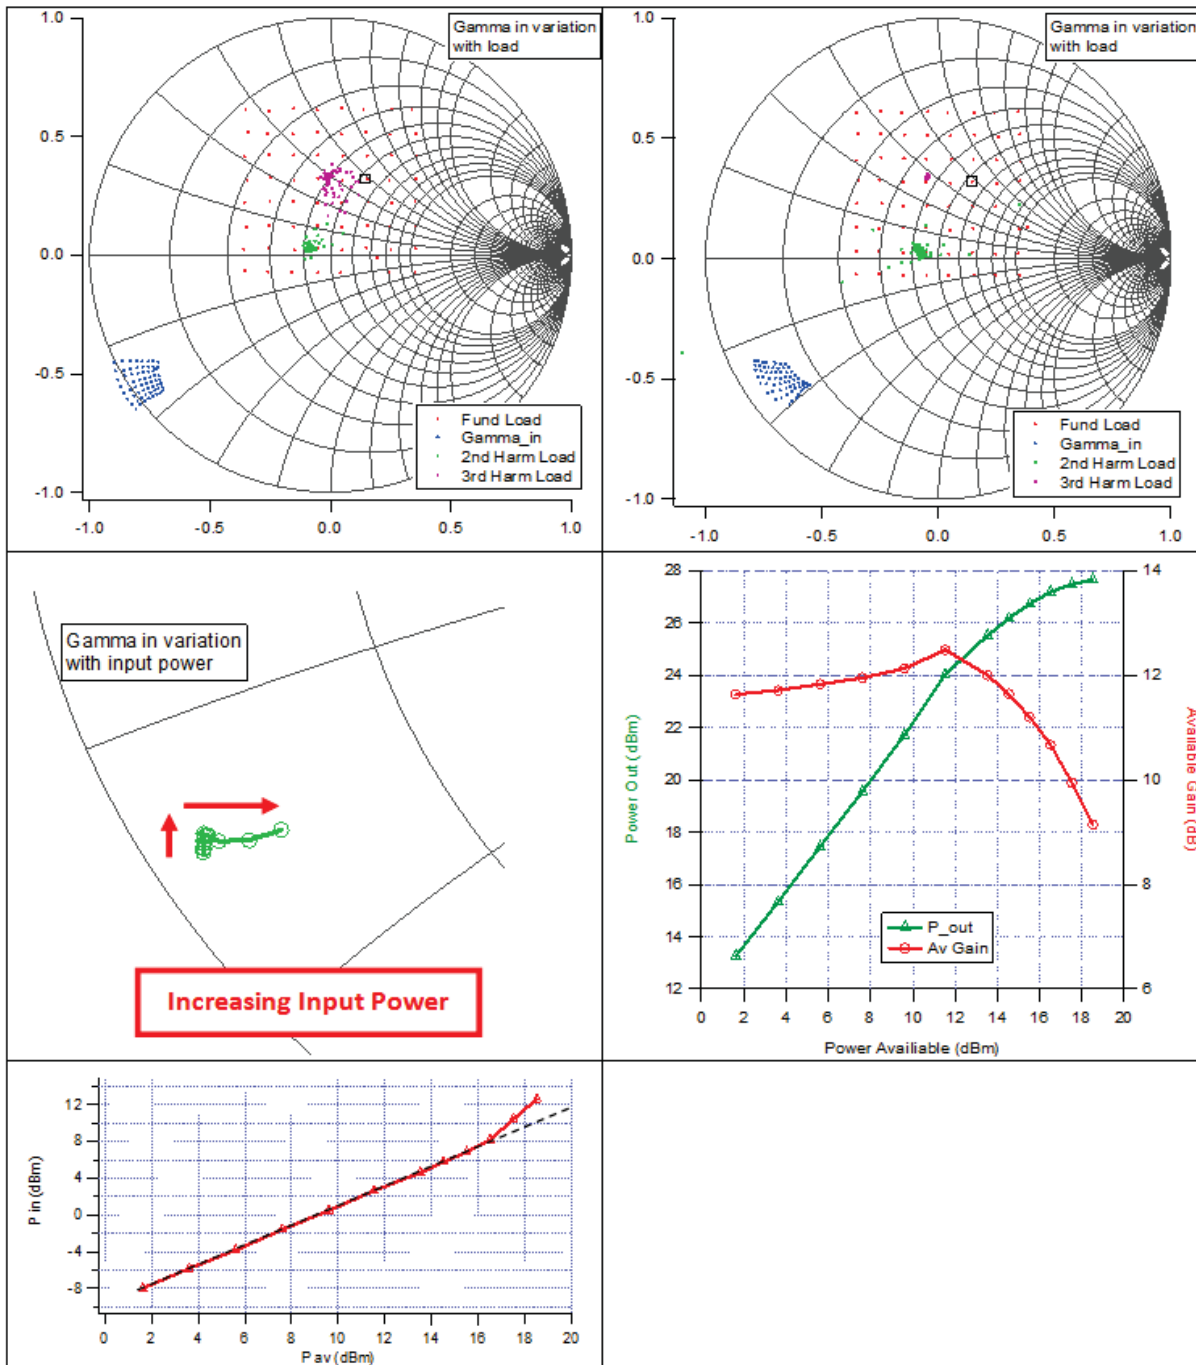 Gamma in variation
with load
1.0
0.5
0.0
-0.5
-1.0
-1.0
-0.5
0.0
0.5
1.0
Fund Load
Gamma_in
2nd Harm Load
3rd Harm Load
Gamma in variation
with load
1.0
0.5
0.0
-0.5
-1.0
-1.0
-0.5
0.0
0.5
1.0
Fund Load
Gamma_in
2nd Harm Load
3rd Harm Load
Gamma in variation
with input power
Increasing Input Power
28
26
24
22
20
18
16
14
12
Power Out (dBm)
14
12
10
8
6
Available Gain (dB)
P_out
Av Gain
0
2
4
6
8
10
12
14
16
18
20
Power Availiable (dBm)
12
8
4
0
-4
-8
P in (dBm)
0
2
4
6
8
10
12
14
16
18
20
P av (dBm)